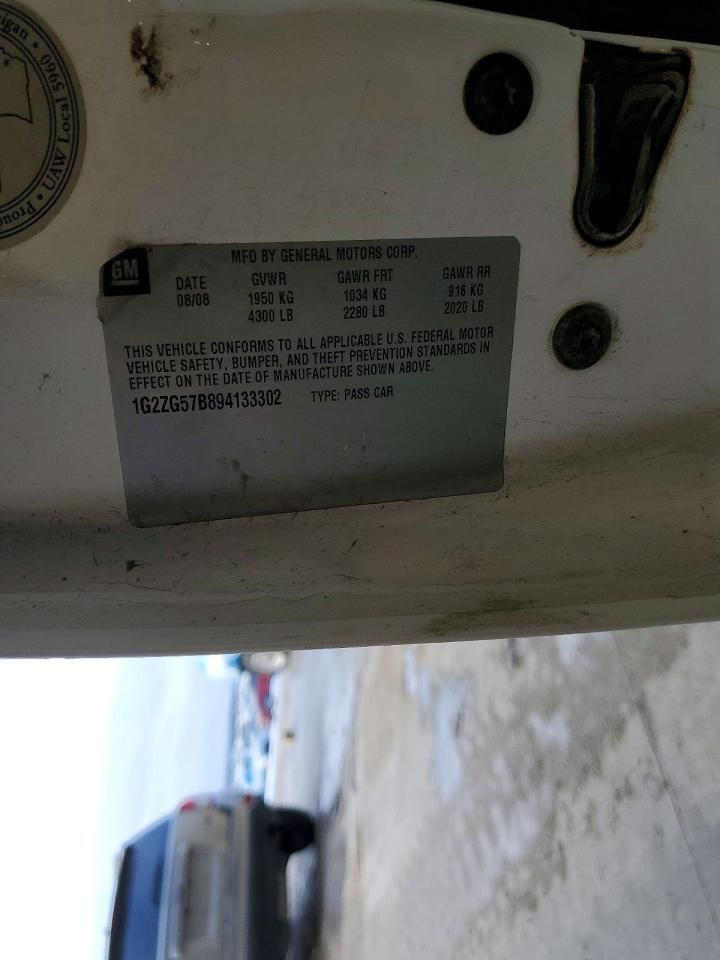 higan • UAW Local 5960 • Proud
GM
MFD BY GENERAL MOTORS CORP.
DATE GVWR GAWR FRT GAWR RR
08/08 1950 KG 1034 KG 916 KG
4300 LB 2280 LB 2020 LB
THIS VEHICLE CONFORMS TO ALL APPLICABLE U.S. FEDERAL MOTOR
VEHICLE SAFETY, BUMPER, AND THEFT PREVENTION STANDARDS IN
EFFECT ON THE DATE OF MANUFACTURE SHOWN ABOVE.
1G2ZG57B894133302 TYPE: PASS CAR